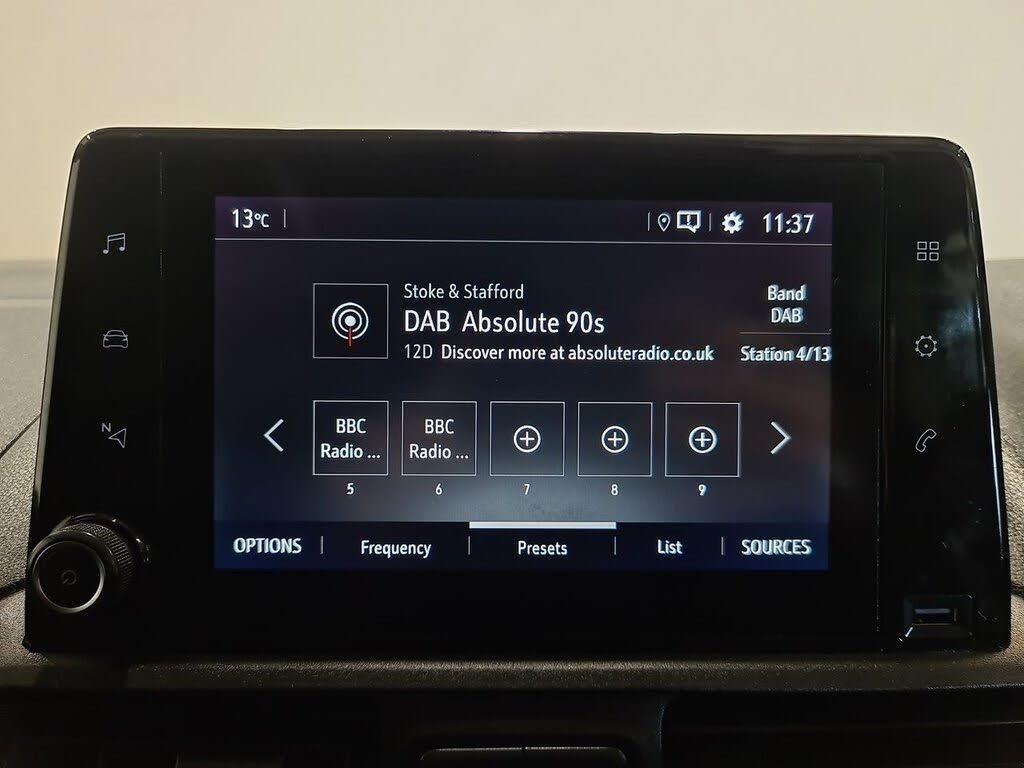 13°C
11:37
Stoke & Stafford
DAB Absolute 90s
12D Discover more at absoluteradio.co.uk
Band
DAB
Station 4/13
BBC
Radio ...
5
BBC
Radio ...
6
7
8
9
N
OPTIONS
Frequency
Presets
List
SOURCES